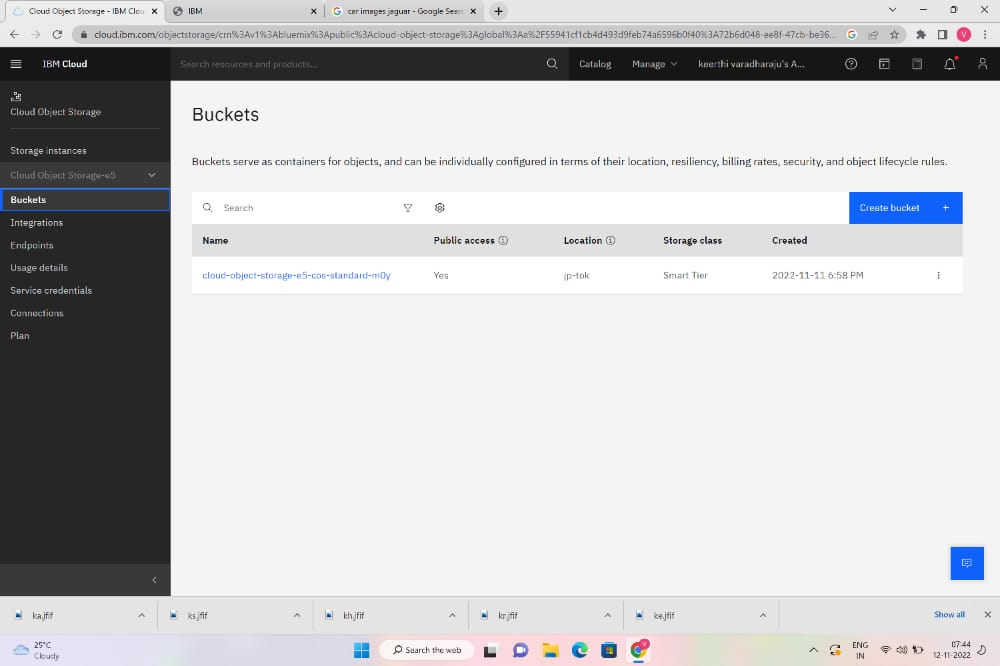 Cloud Object Storage - IBM Clou
IBM
car images jaguar - Google Sear
cloud.ibm.com/objectstorage/crn%3Av1%3Abluemix%3Apublic%3Acloud-object-storage%3Aglobal%3Aa%2F55941cf1cb4d493d9feb74a6596b0f40%3A72b6d048-ee8f-47cb-be36...
V
IBM Cloud
Search resources and products...
Catalog
Manage
keerthi varadharaju's A...
Cloud Object Storage
Storage instances
Cloud Object Storage-e5
Buckets
Integrations
Endpoints
Usage details
Service credentials
Connections
Plan
Buckets
Buckets serve as containers for objects, and can be individually configured in terms of their location, resiliency, billing rates, security, and object lifecycle rules.
Search
Create bucket +
Name Public access Location Storage class Created
cloud-object-storage-e5-cos-standard-m0y Yes jp-tok Smart Tier 2022-11-11 6:58 PM
ka.jfif
ks.jfif
kh.jfif
kr.jfif
ke.jfif
Show all
25°C
Cloudy
Search the web
ENG
IN
07:44
12-11-2022